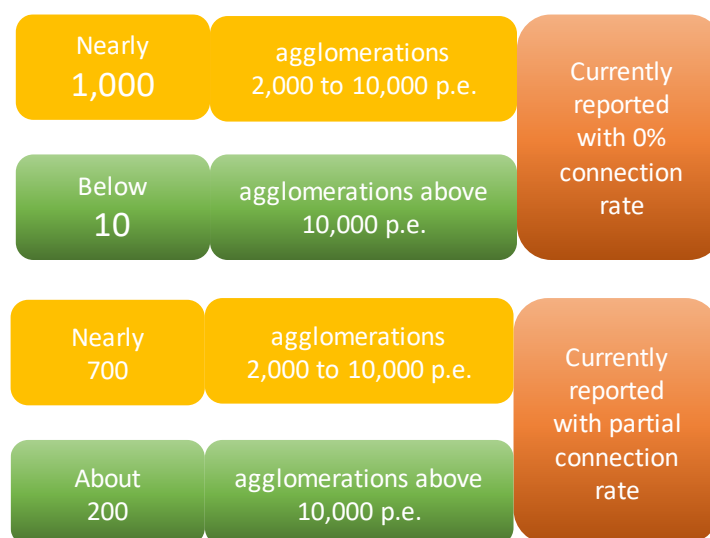 Nearly
1,000
agglomerations
2,000 to 10,000 p.e.
Below
10
agglomerations above
10,000 p.e.
Currently
reported
with 0%
connection
rate
Nearly
700
agglomerations
2,000 to 10,000 p.e.
About
200
agglomerations above
10,000 p.e.
Currently
reported
with partial
connection
rate